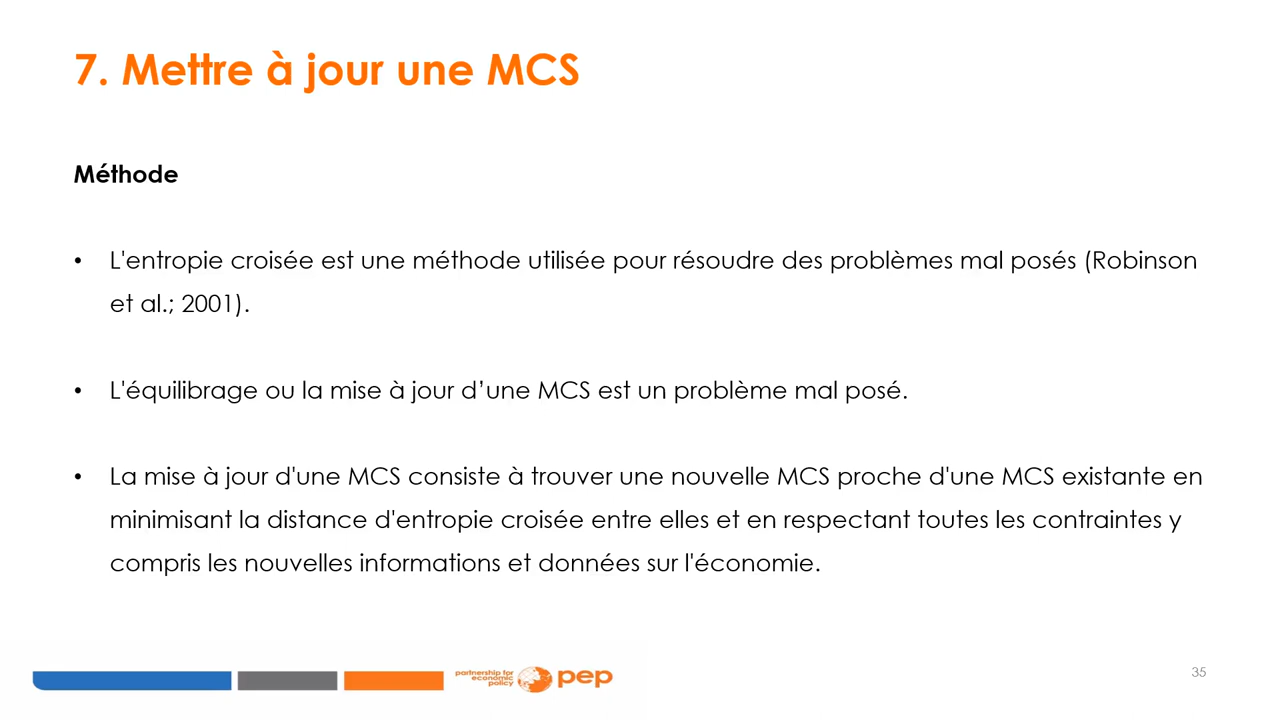 7. Mettre à jour une MCS
Méthode
• L'entropie croisée est une méthode utilisée pour résoudre des problèmes mal posés (Robinson
et al.; 2001).
• L'équilibrage ou la mise à jour d’une MCS est un problème mal posé.
• La mise à jour d'une MCS consiste à trouver une nouvelle MCS proche d'une MCS existante en
minimisant la distance d'entropie croisée entre elles et en respectant toutes les contraintes y
compris les nouvelles informations et données sur l'économie.
partnership for
economic
policy
pep
35